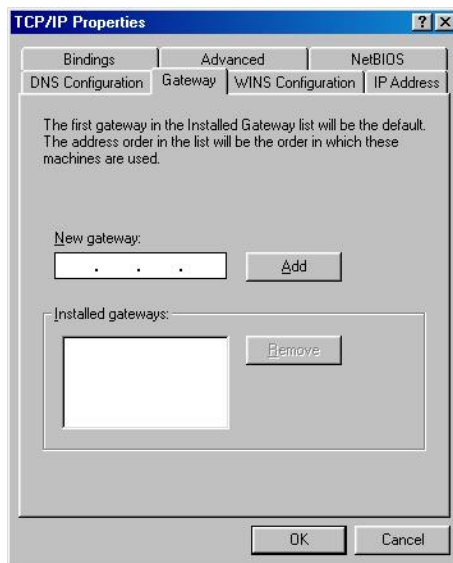 TCP/IP Properties
Bindings Advanced NetBIOS
DNS Configuration Gateway WINS Configuration IP Address
The first gateway in the Installed Gateway list will be the default.
The address order in the list will be the order in which these
machines are used.
New gateway:
. . .
Add
Installed gateways:
Remove
OK Cancel